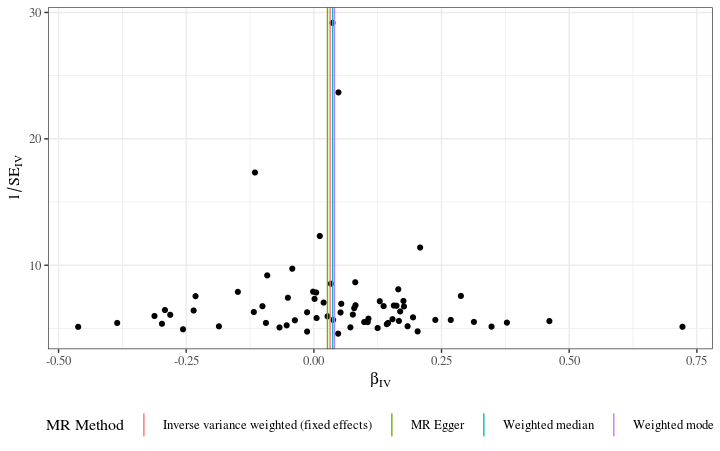 30
20
10
1/SE_IV
-0.50
-0.25
0.00
0.25
0.50
0.75
β_IV
MR Method
Inverse variance weighted (fixed effects)
MR Egger
Weighted median
Weighted mode